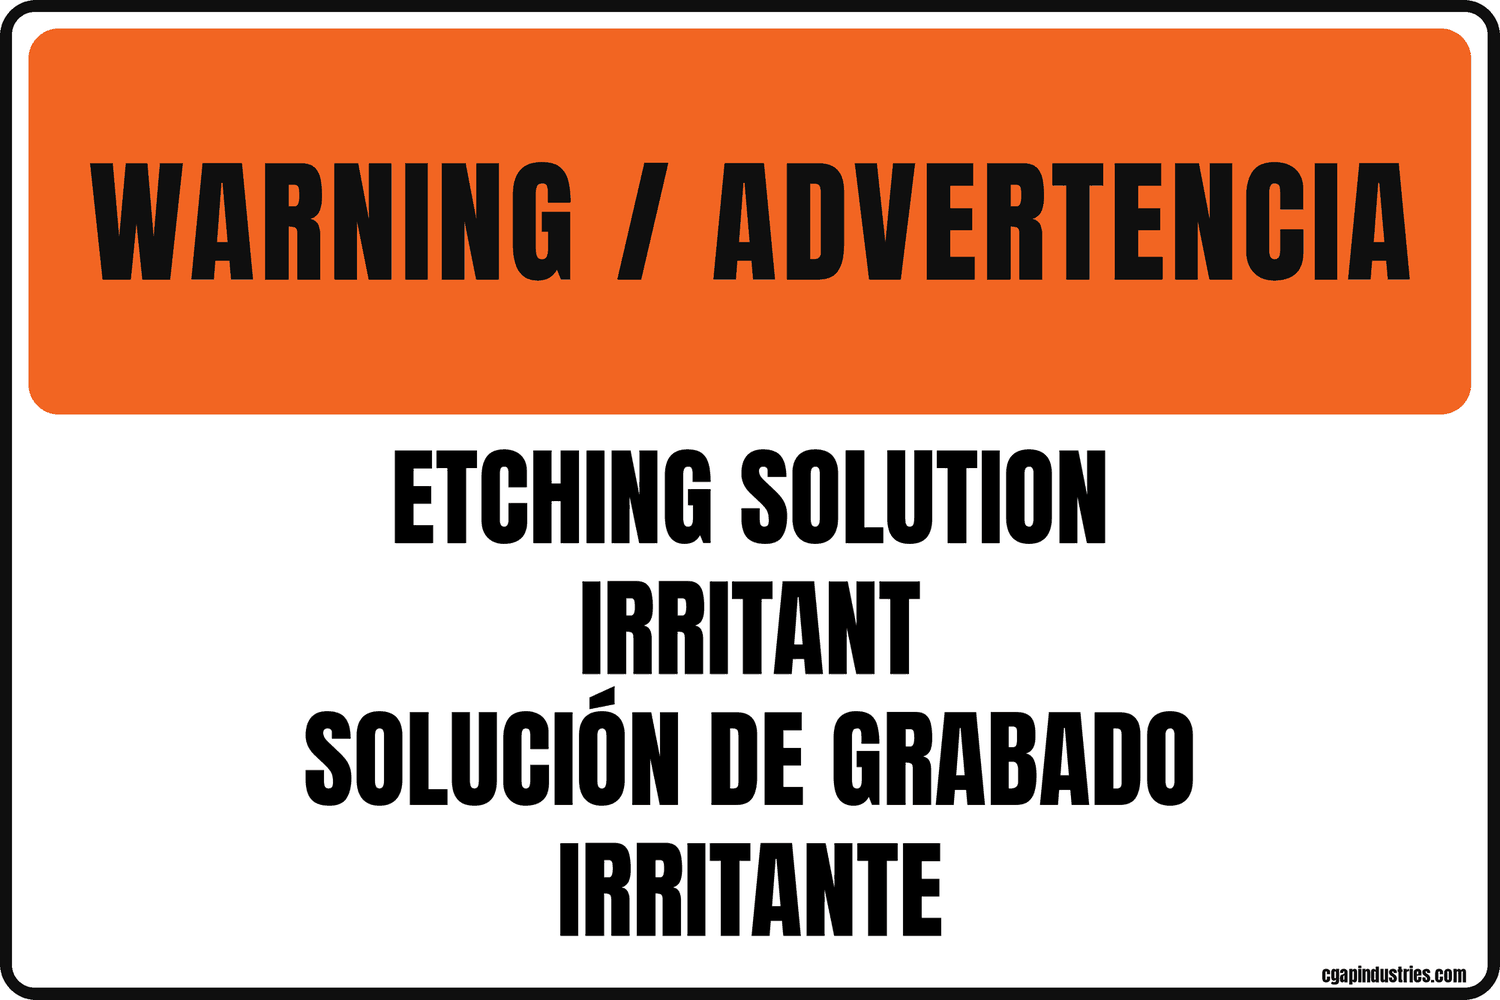 WARNING / ADVERTENCIA
ETCHING SOLUTION
IRRITANT
SOLUCIÓN DE GRABADO
IRRITANTE
cgapindustries.com